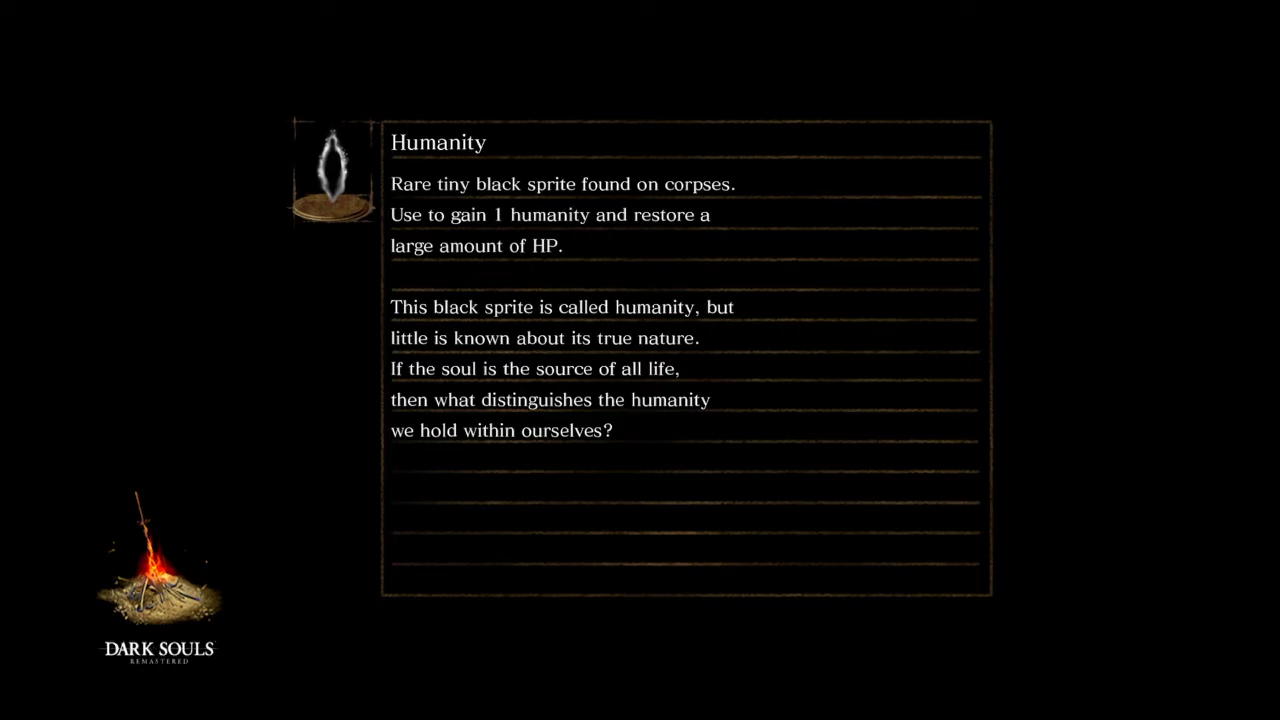 Humanity
Rare tiny black sprite found on corpses.
Use to gain 1 humanity and restore a
large amount of HP.
This black sprite is called humanity, but
little is known about its true nature.
If the soul is the source of all life,
then what distinguishes the humanity
we hold within ourselves?
DARK SOULS
REMASTERED